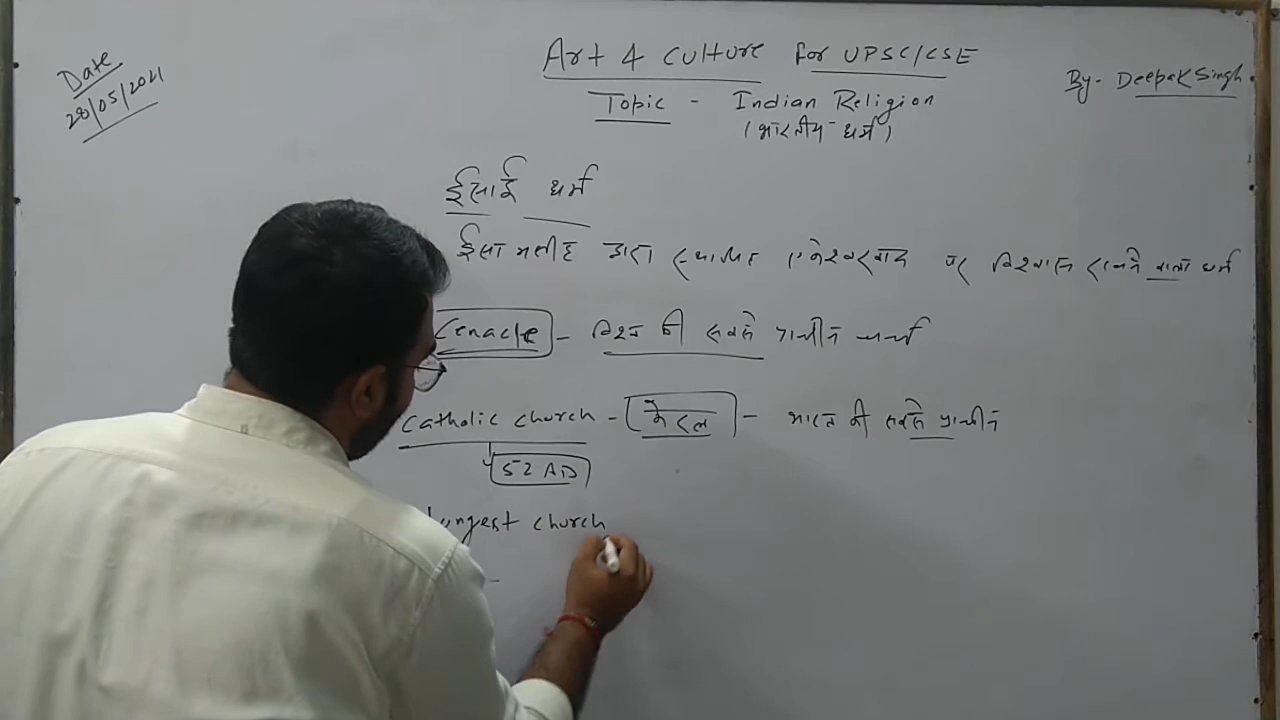 Date
28/05/2021
Art & Culture for UPSC/CSE
By- Deepak Singh
Topic - Indian Religion
(भारतीय धर्म)
ईसाई धर्म
ईसा मसीह द्वारा स्थापित एकेश्वरवाद पर विश्वास रखने वाला धर्म
Cenacle - विश्व की सबसे प्राचीन चर्च
Catholic church - केरल - भारत की सबसे प्राचीन
52 AD
church